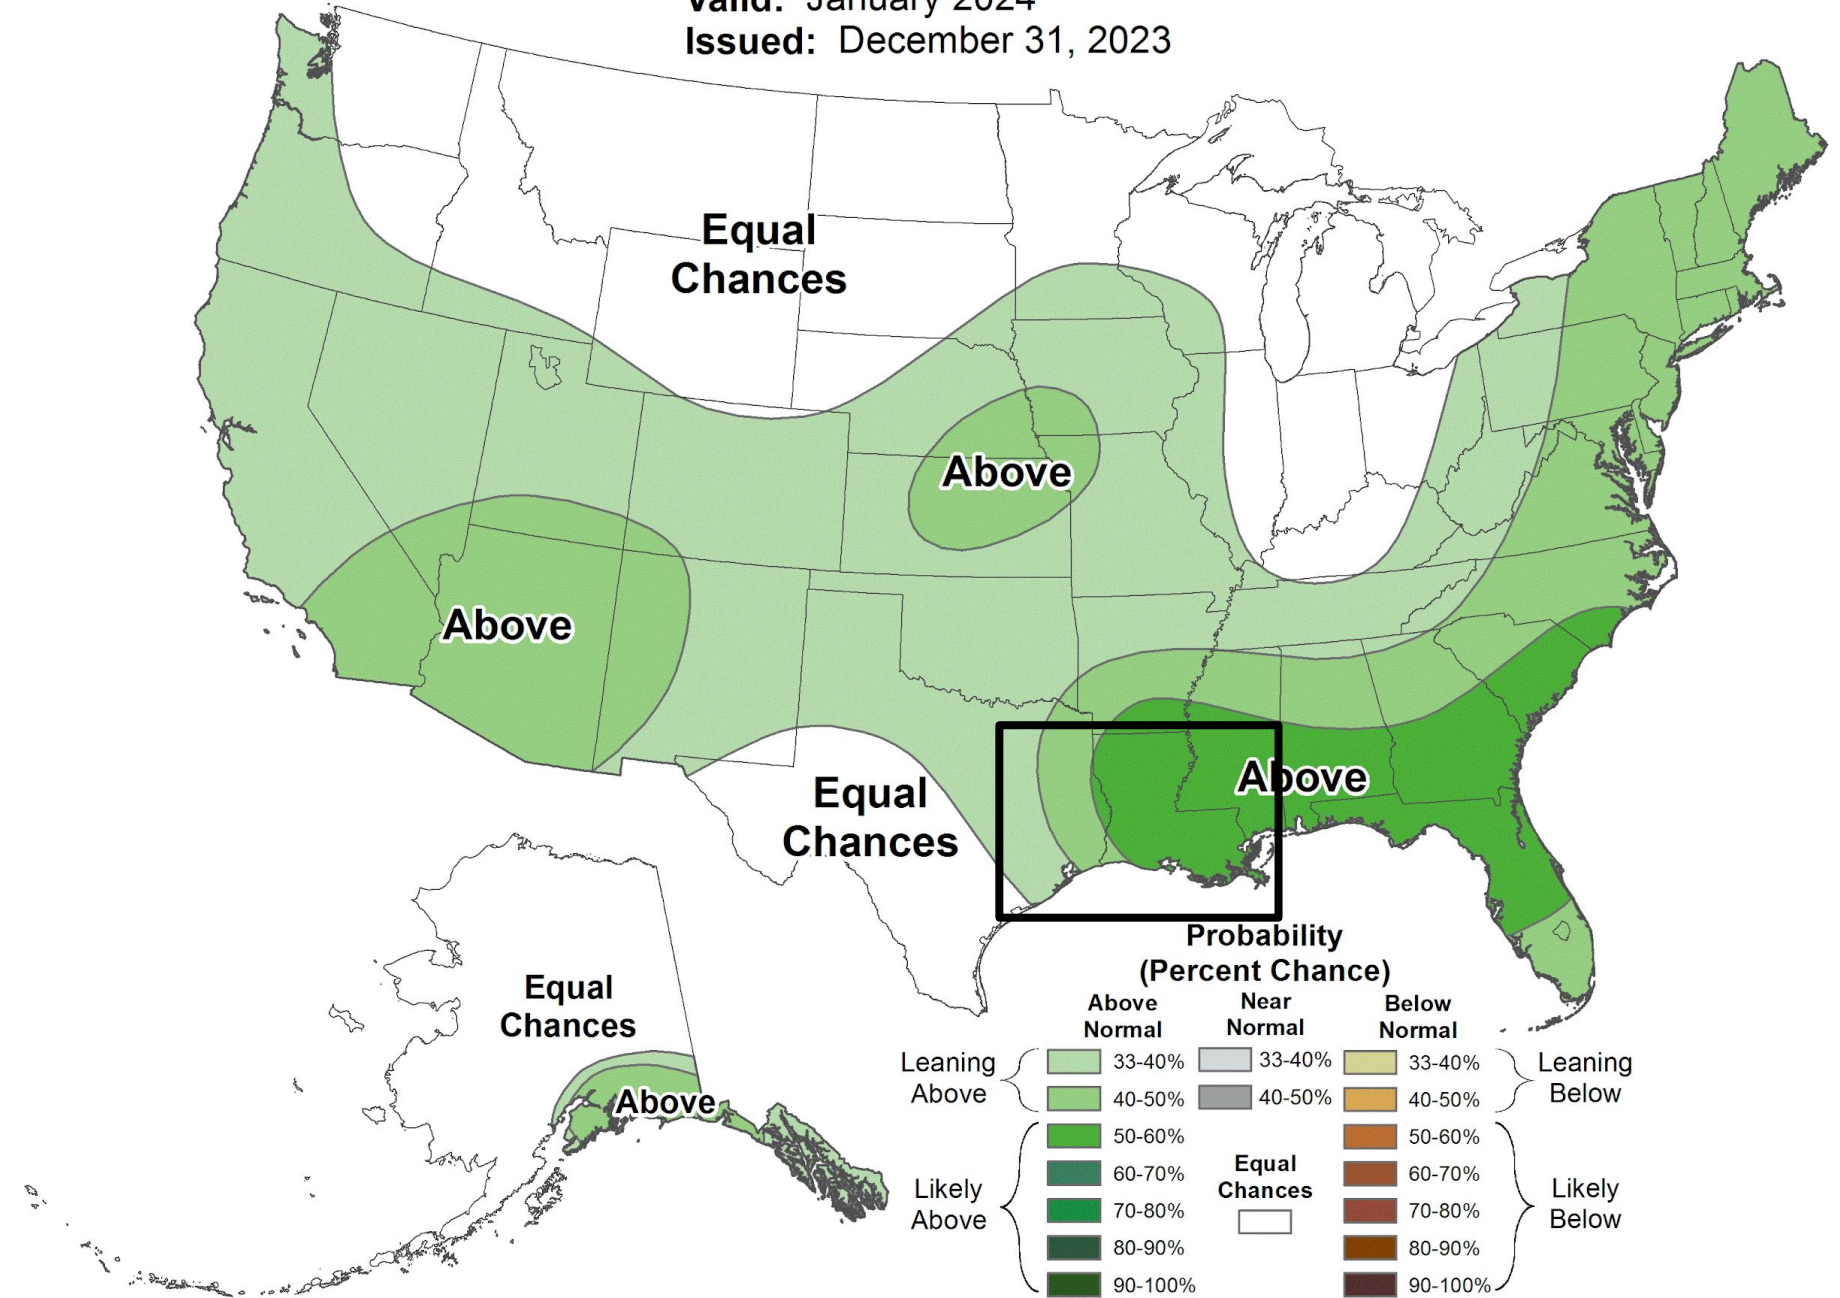 Valid: January 2024
Issued: December 31, 2023
Equal
Chances
Above
Above
Above
Equal
Chances
Equal
Chances
Above
Probability
(Percent Chance)
Above
Normal
Near
Normal
Below
Normal
Leaning
Above
33-40%
33-40%
33-40%
Leaning
Below
40-50%
40-50%
40-50%
50-60%
50-60%
60-70%
60-70%
Equal
Chances
Likely
Above
70-80%
70-80%
Likely
Below
80-90%
80-90%
90-100%
90-100%